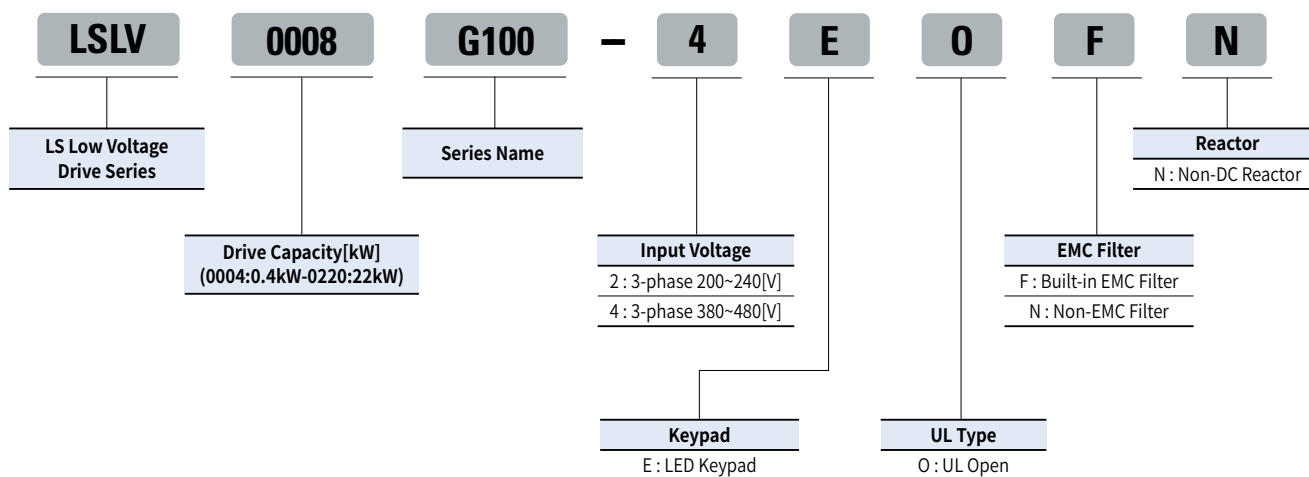 LSLV 0008 G100 – 4 E O F N
LS Low Voltage
Drive Series
Series Name
Reactor
N : Non-DC Reactor
Drive Capacity[kW]
(0004:0.4kW-0220:22kW)
Input Voltage
2 : 3-phase 200~240[V]
4 : 3-phase 380~480[V]
EMC Filter
F : Built-in EMC Filter
N : Non-EMC Filter
Keypad
E : LED Keypad
UL Type
O : UL Open